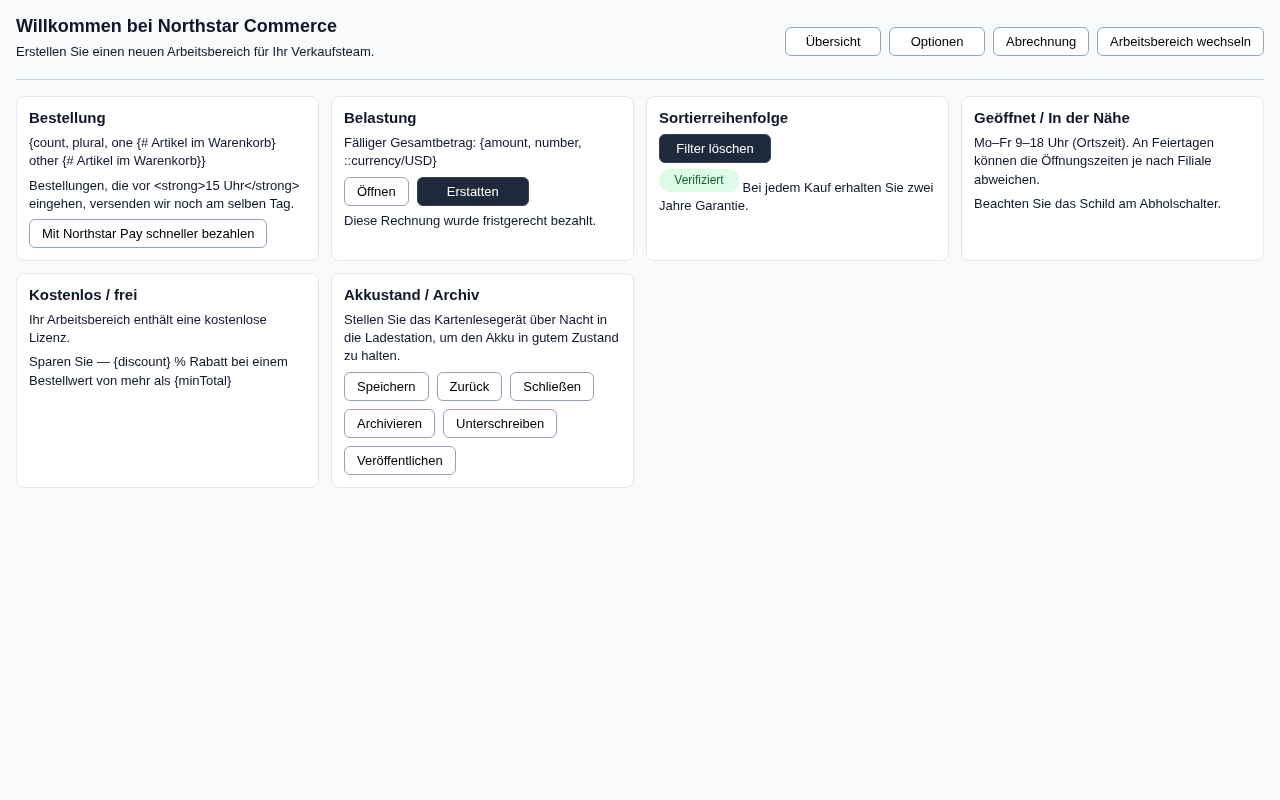 Willkommen bei Northstar Commerce
Erstellen Sie einen neuen Arbeitsbereich für Ihr Verkaufsteam.
Übersicht
Optionen
Abrechnung
Arbeitsbereich wechseln
Bestellung
{count, plural, one {# Artikel im Warenkorb}
other {# Artikel im Warenkorb}}
Bestellungen, die vor <strong>15 Uhr</strong>
eingehen, versenden wir noch am selben Tag.
Mit Northstar Pay schneller bezahlen
Belastung
Fälliger Gesamtbetrag: {amount, number,
::currency/USD}
Öffnen
Erstatten
Diese Rechnung wurde fristgerecht bezahlt.
Sortierreihenfolge
Filter löschen
Verifiziert Bei jedem Kauf erhalten Sie zwei
Jahre Garantie.
Geöffnet / In der Nähe
Mo–Fr 9–18 Uhr (Ortszeit). An Feiertagen
können die Öffnungszeiten je nach Filiale
abweichen.
Beachten Sie das Schild am Abholschalter.
Kostenlos / frei
Ihr Arbeitsbereich enthält eine kostenlose
Lizenz.
Sparen Sie — {discount} % Rabatt bei einem
Bestellwert von mehr als {minTotal}
Akkustand / Archiv
Stellen Sie das Kartenlesegerät über Nacht in
die Ladestation, um den Akku in gutem Zustand
zu halten.
Speichern
Zurück
Schließen
Archivieren
Unterschreiben
Veröffentlichen